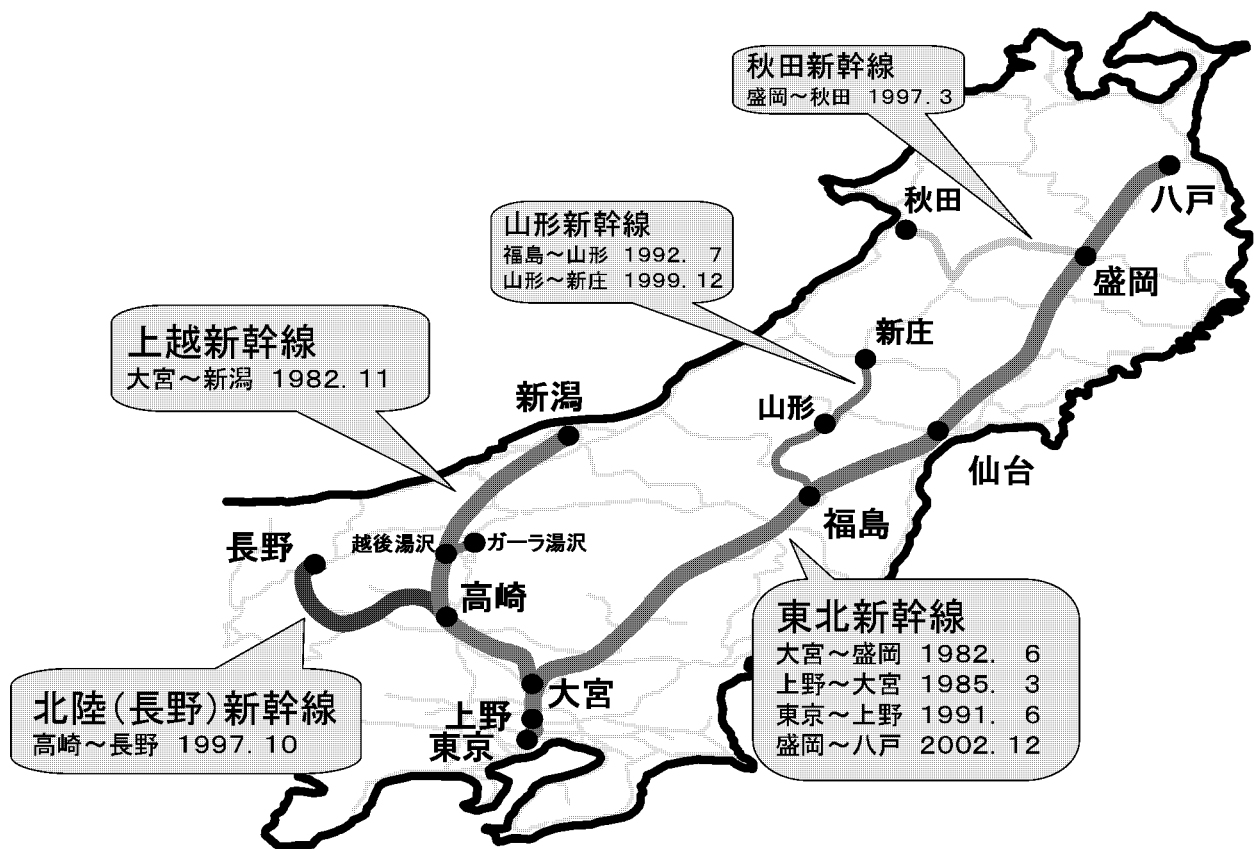 秋田新幹線
盛岡～秋田 1997. 3
八戸
秋田
山形新幹線
福島～山形 1992. 7
山形～新庄 1999. 12
盛岡
上越新幹線
大宮～新潟 1982. 11
新庄
新潟
山形
仙台
福島
長野
越後湯沢
ガーラ湯沢
高崎
東北新幹線
大宮～盛岡 1982. 6
上野～大宮 1985. 3
東京～上野 1991. 6
盛岡～八戸 2002. 12
北陸(長野)新幹線
高崎～長野 1997. 10
大宮
上野
東京